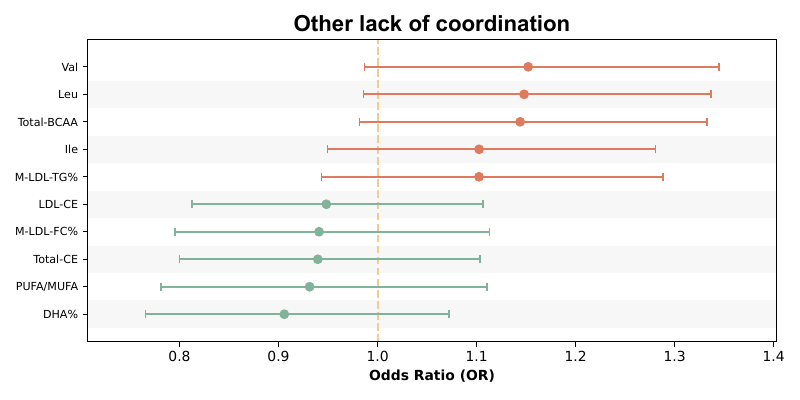 Other lack of coordination
Val
Leu
Total-BCAA
Ile
M-LDL-TG%
LDL-CE
M-LDL-FC%
Total-CE
PUFA/MUFA
DHA%
0.8 0.9 1.0 1.1 1.2 1.3 1.4
Odds Ratio (OR)